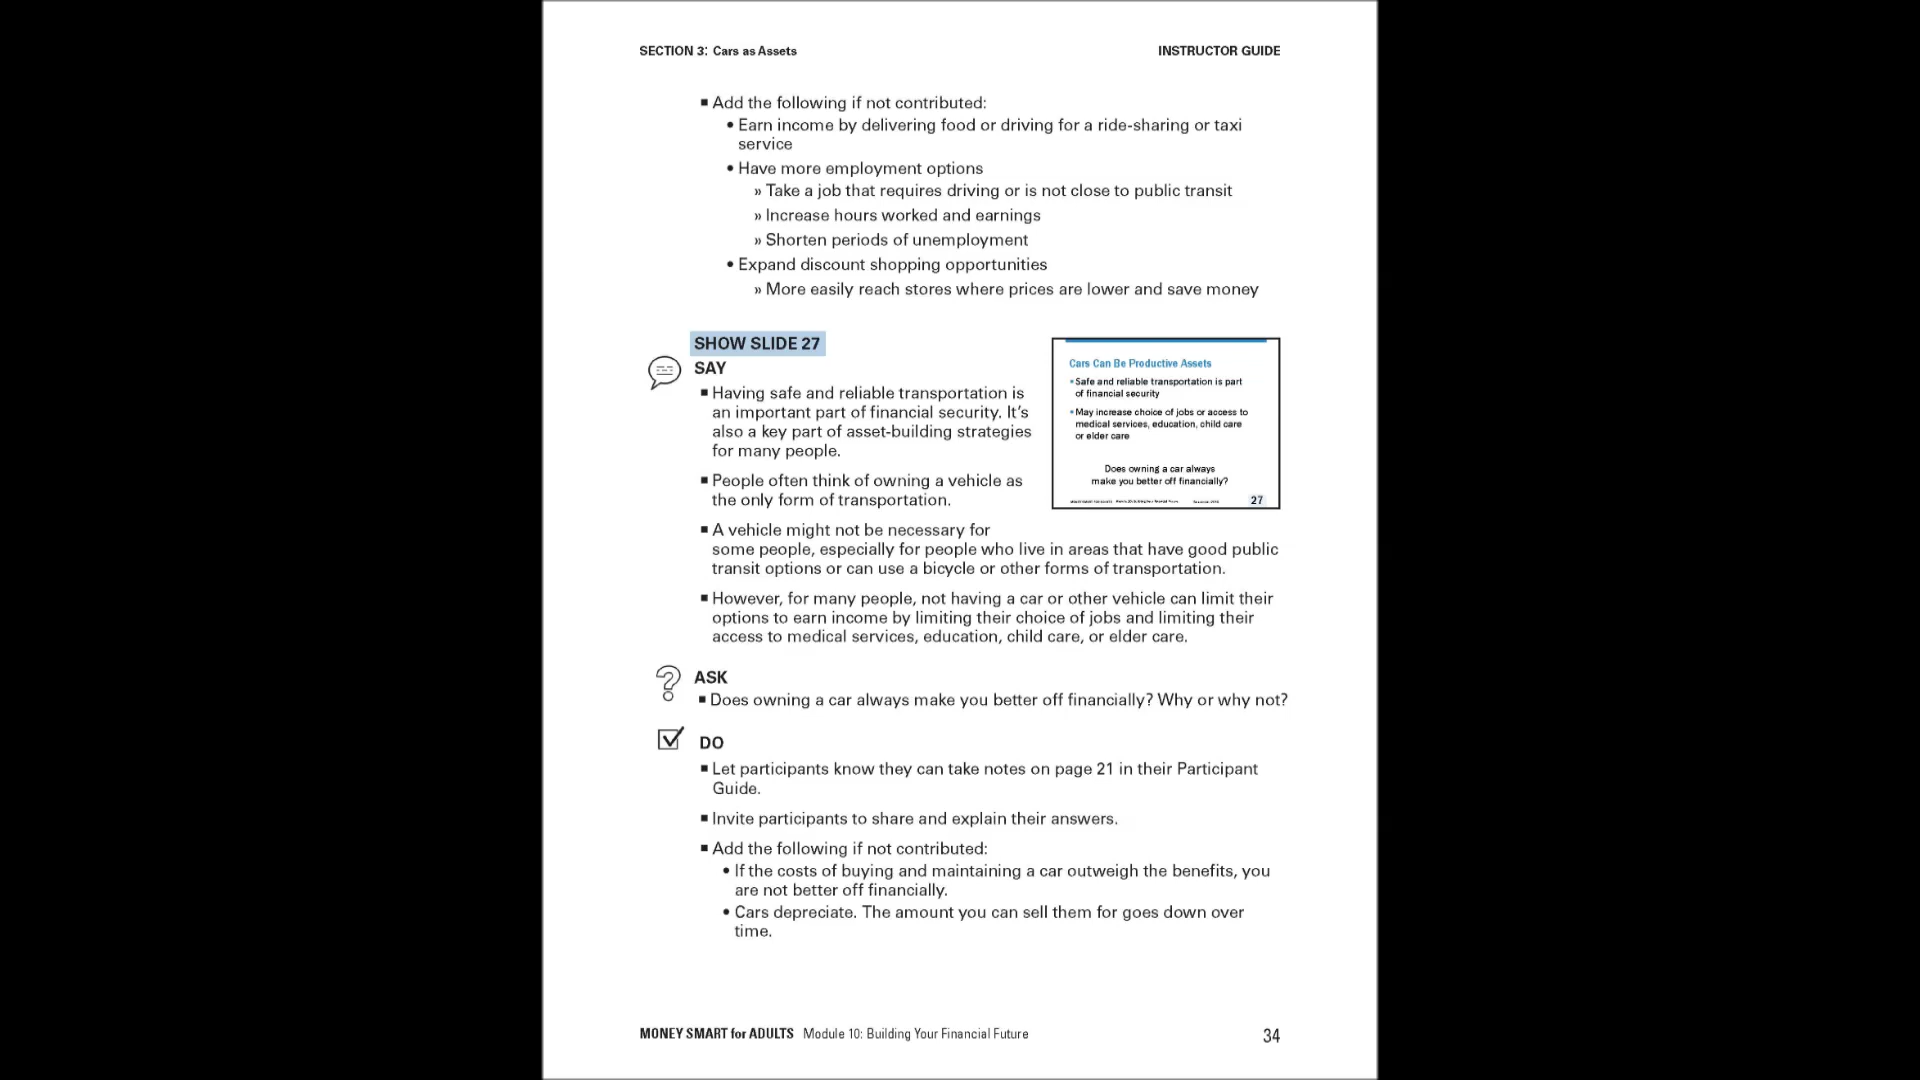 SECTION 3: Cars as Assets
INSTRUCTOR GUIDE
■ Add the following if not contributed:
• Earn income by delivering food or driving for a ride-sharing or taxi
service
• Have more employment options
» Take a job that requires driving or is not close to public transit
» Increase hours worked and earnings
» Shorten periods of unemployment
• Expand discount shopping opportunities
» More easily reach stores where prices are lower and save money
SHOW SLIDE 27
SAY
■ Having safe and reliable transportation is
an important part of financial security. It’s
also a key part of asset-building strategies
for many people.
■ People often think of owning a vehicle as
the only form of transportation.
■ A vehicle might not be necessary for
some people, especially for people who live in areas that have good public
transit options or can use a bicycle or other forms of transportation.
■ However, for many people, not having a car or other vehicle can limit their
options to earn income by limiting their choice of jobs and limiting their
access to medical services, education, child care, or elder care.
Cars Can Be Productive Assets
• Safe and reliable transportation is part
of financial security
• May increase choice of jobs or access to
medical services, education, child care
or elder care
Does owning a car always
make you better off financially?
27
ASK
■ Does owning a car always make you better off financially? Why or why not?
DO
■ Let participants know they can take notes on page 21 in their Participant
Guide.
■ Invite participants to share and explain their answers.
■ Add the following if not contributed:
• If the costs of buying and maintaining a car outweigh the benefits, you
are not better off financially.
• Cars depreciate. The amount you can sell them for goes down over
time.
MONEY SMART for ADULTS Module 10: Building Your Financial Future
34